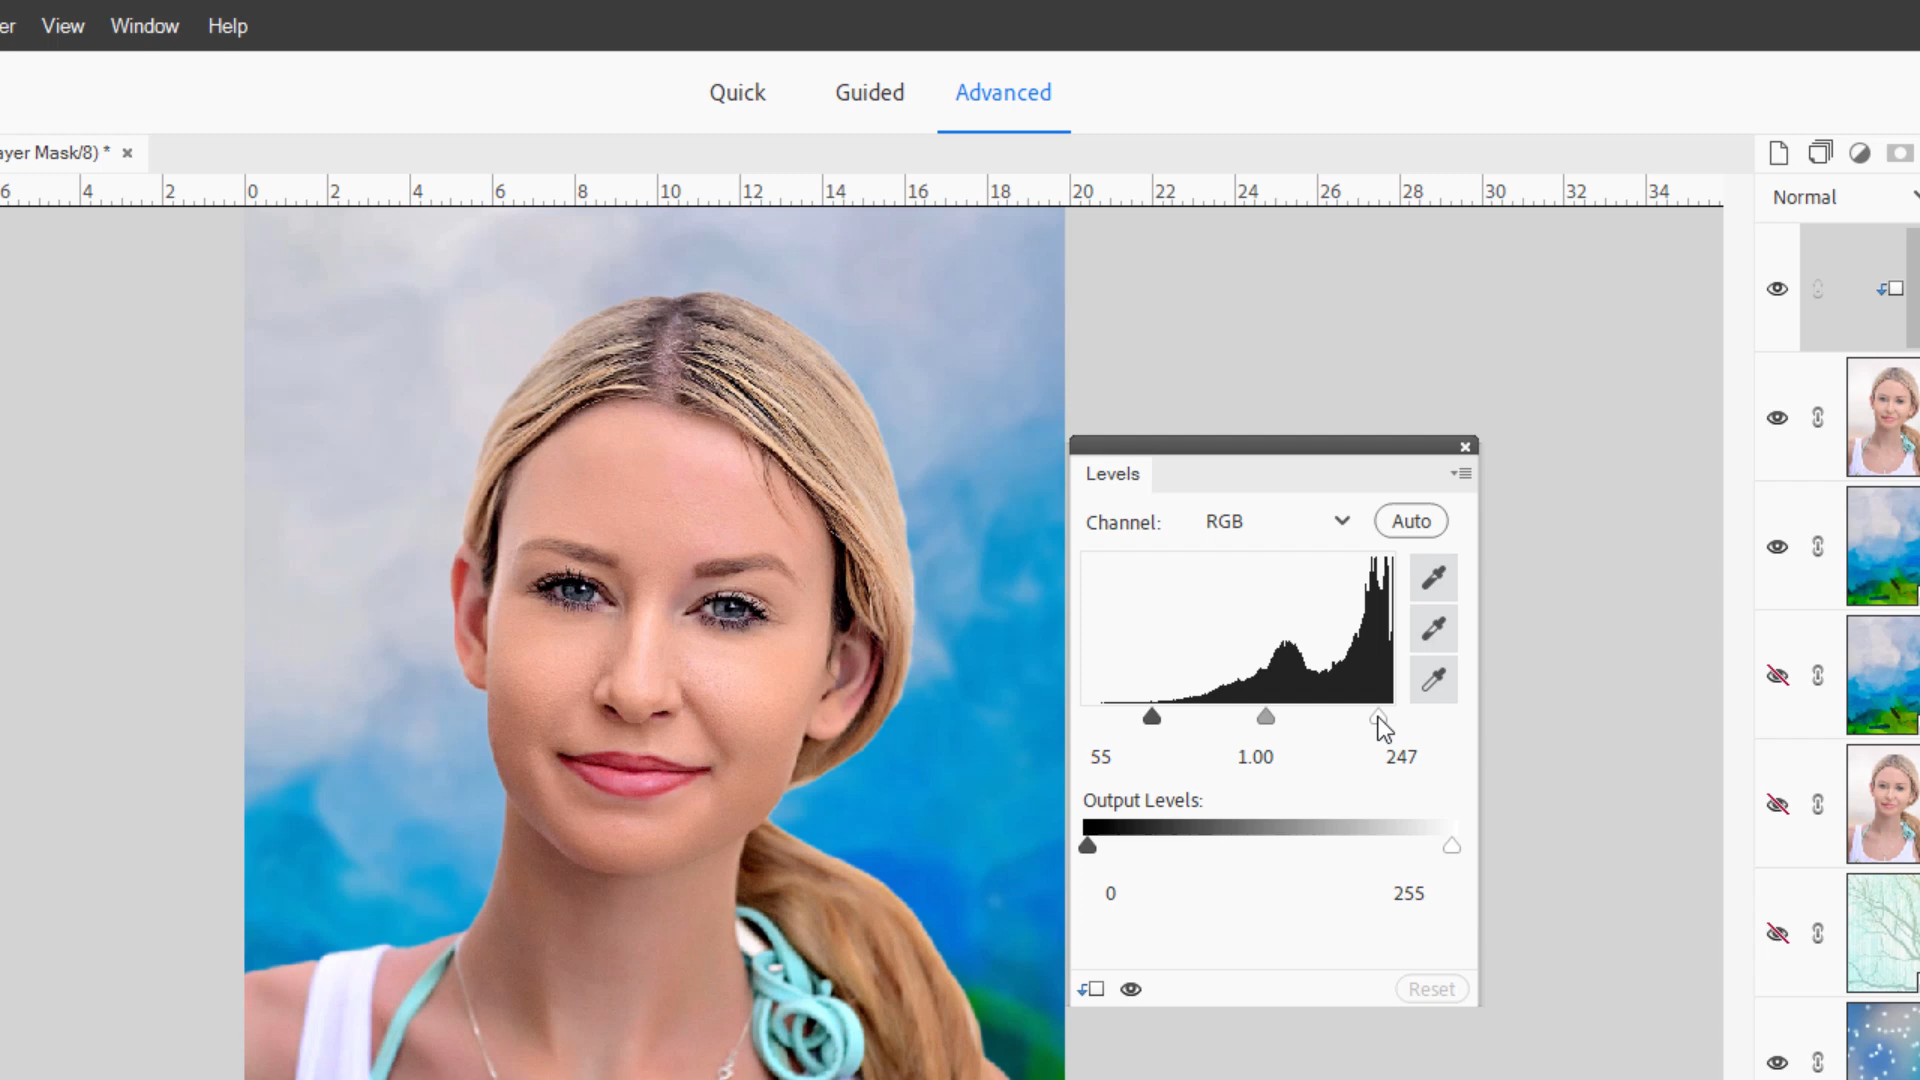 er View Window Help
Quick Guided Advanced
ayer Mask/8) *
6 4 2 0 2 4 6 8 10 12 14 16 18 20 22 24 26 28 30 32 34
Normal
Levels
Channel: RGB Auto
55 1.00 247
Output Levels:
0 255
Reset